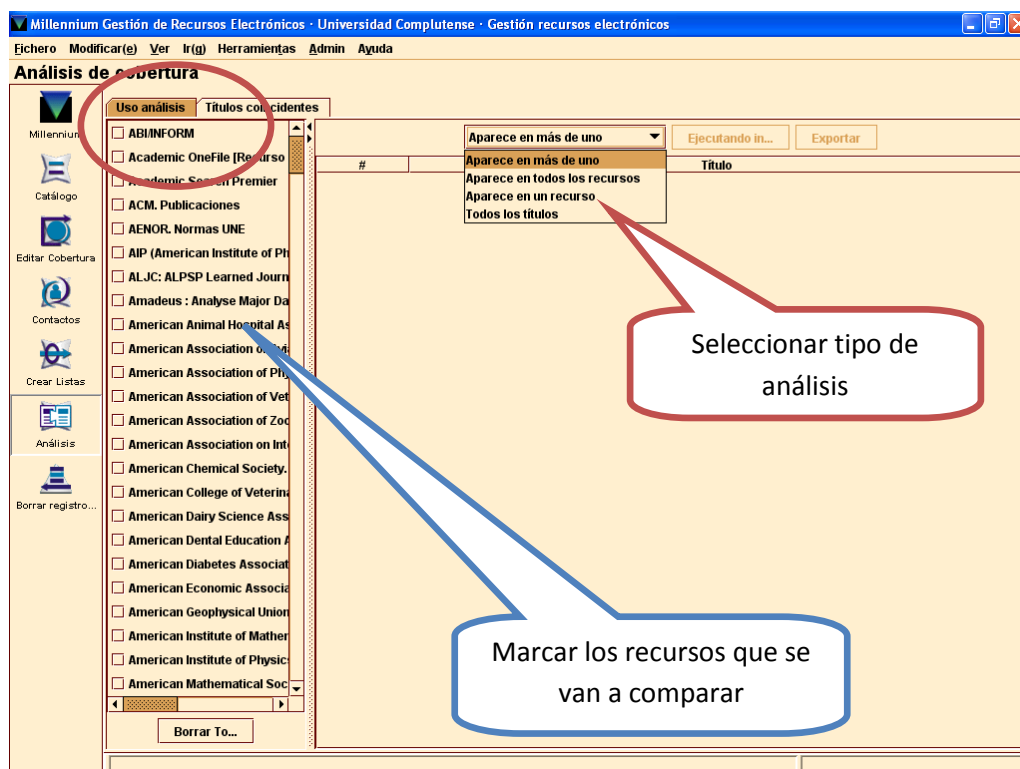 Millennium Gestión de Recursos Electrónicos · Universidad Complutense · Gestión recursos electrónicos
Fichero Modificar(e) Ver Ir(g) Herramientas Admin Ayuda
Análisis de cobertura
Millennium
Catálogo
Editar Cobertura
Contactos
Crear Listas
Análisis
Borrar registro...
Uso análisis Títulos coincidentes
ABI/INFORM
Academic OneFile [Recurso
Academic Search Premier
ACM. Publicaciones
AENOR. Normas UNE
AIP (American Institute of Ph
ALJC: ALPSP Learned Journ
Amadeus : Analyse Major Da
American Animal Hospital As
American Association of Avia
American Association of Phy
American Association of Vet
American Association of Zoo
American Association on Inte
American Chemical Society.
American College of Veterina
American Dairy Science Ass
American Dental Education A
American Diabetes Associat
American Economic Associa
American Geophysical Union
American Institute of Mather
American Institute of Physics
American Mathematical Soc
Borrar To...
Aparece en más de uno Ejecutando in... Exportar
# Título
Aparece en más de uno
Aparece en todos los recursos
Aparece en un recurso
Todos los títulos
Seleccionar tipo de
análisis
Marcar los recursos que se
van a comparar